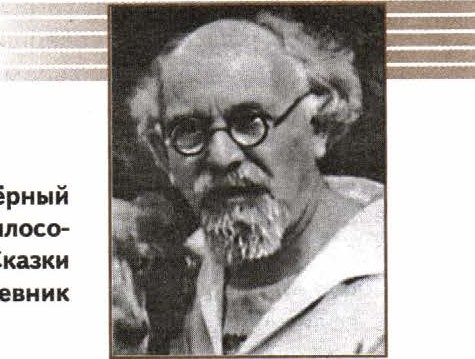 ёрный
илосо-
Сказки
евник